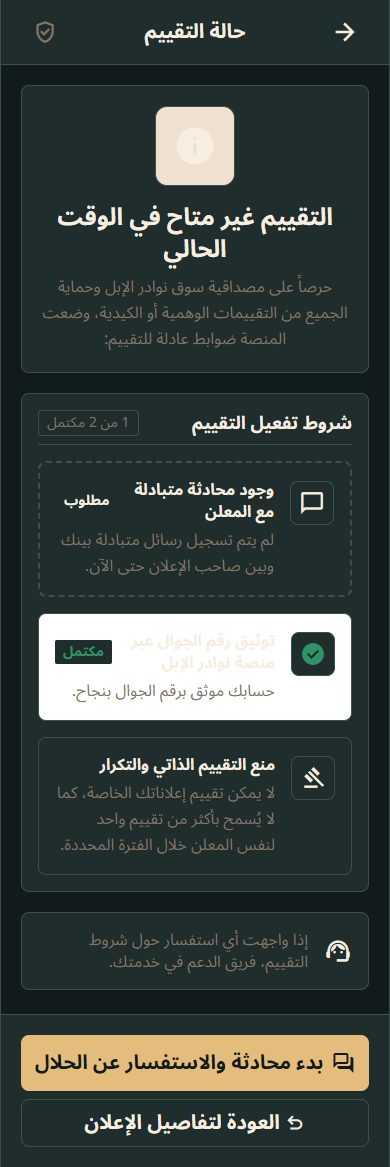 حالة التقييم
التقييم غير متاح في الوقت
الحالي
حرصاً على مصداقية سوق نوادر الإبل وحماية
الجميع من التقييمات الوهمية أو الكيدية، وضعت
المنصة ضوابط عادلة للتقييم:
شروط تفعيل التقييم
1 من 2 مكتمل
وجود محادثة متبادلة
مع المعلن
مطلوب
لم يتم تسجيل رسائل متبادلة بينك
وبين صاحب الإعلان حتى الآن.
توثيق رقم الجوال عبر
منصة نوادر الإبل
مكتمل
حسابك موثق برقم الجوال بنجاح.
منع التقييم الذاتي والتكرار
لا يمكن تقييم إعلاناتك الخاصة، كما
لا يُسمح بأكثر من تقييم واحد
لنفس المعلن خلال الفترة المحددة.
إذا واجهت أي استفسار حول شروط
التقييم، فريق الدعم في خدمتك.
بدء محادثة والاستفسار عن الحلال
العودة لتفاصيل الإعلان